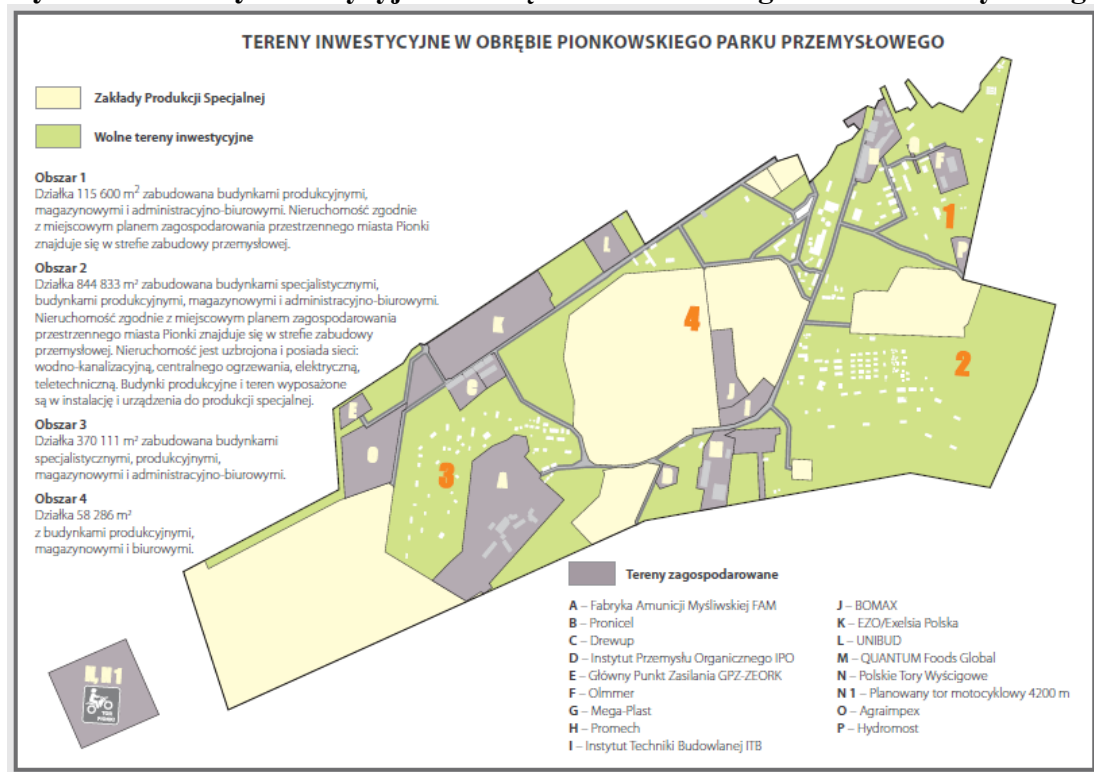 TERENY INWESTYCYJNE W OBRĘBIE PIONKOWSKIEGO PARKU PRZEMYSŁOWEGO
Zakłady Produkcji Specjalnej
Wolne tereny inwestycyjne
Obszar 1
Działka 115 600 m² zabudowana budynkami produkcyjnymi,
magazynowymi i administracyjno-biurowymi. Nieruchomość zgodnie
z miejscowym planem zagospodarowania przestrzennego miasta Pionki
znajduje się w strefie zabudowy przemysłowej.
Obszar 2
Działka 844 833 m² zabudowana budynkami specjalistycznymi,
budynkami produkcyjnymi, magazynowymi i administracyjno-biurowymi.
Nieruchomość zgodnie z miejscowym planem zagospodarowania
przestrzennego miasta Pionki znajduje się w strefie zabudowy
przemysłowej. Nieruchomość jest uzbrojona i posiada sieci:
wodno-kanalizacyjną, centralnego ogrzewania, elektryczną,
teletechniczną. Budynki produkcyjne i teren wyposażone
są w instalację i urządzenia do produkcji specjalnej.
Obszar 3
Działka 370 111 m² zabudowana budynkami
specjalistycznymi, produkcyjnymi,
magazynowymi i administracyjno-biurowymi.
Obszar 4
Działka 58 286 m²
z budynkami produkcyjnymi,
magazynowymi i biurowymi.
F
1
P
L
4
K
2
C
J
I
E
O
3
A
N 1
TOR
PIONKI
Tereny zagospodarowane
A – Fabryka Amunicji Myśliwskiej FAM
B – Pronicel
C – Drewup
D – Instytut Przemysłu Organicznego IPO
E – Główny Punkt Zasilania GPZ-ZEORK
F – Olmmer
G – Mega-Plast
H – Promech
I – Instytut Techniki Budowlanej ITB
J – BOMAX
K – EZO/Exelsia Polska
L – UNIBUD
M – QUANTUM Foods Global
N – Polskie Tory Wyścigowe
N 1 – Planowany tor motocyklowy 4200 m
O – Agraimpex
P – Hydromost